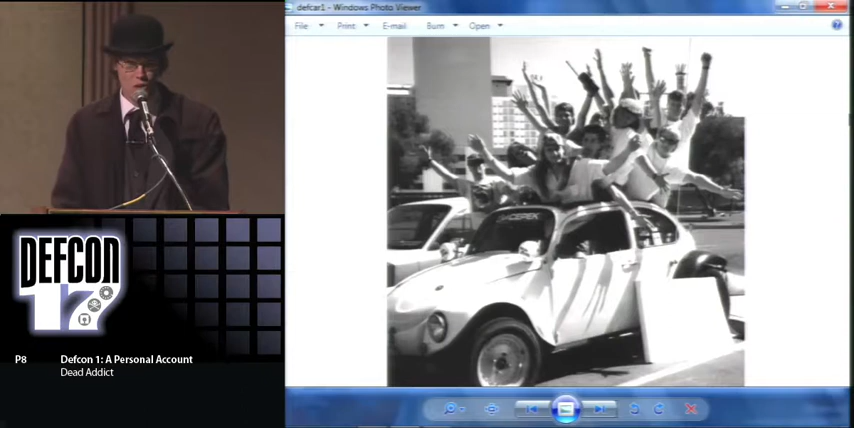 defcar1 - Windows Photo Viewer
File Print E-mail Burn Open
DEFCON
17
P8 Defcon 1: A Personal Account
Dead Addict